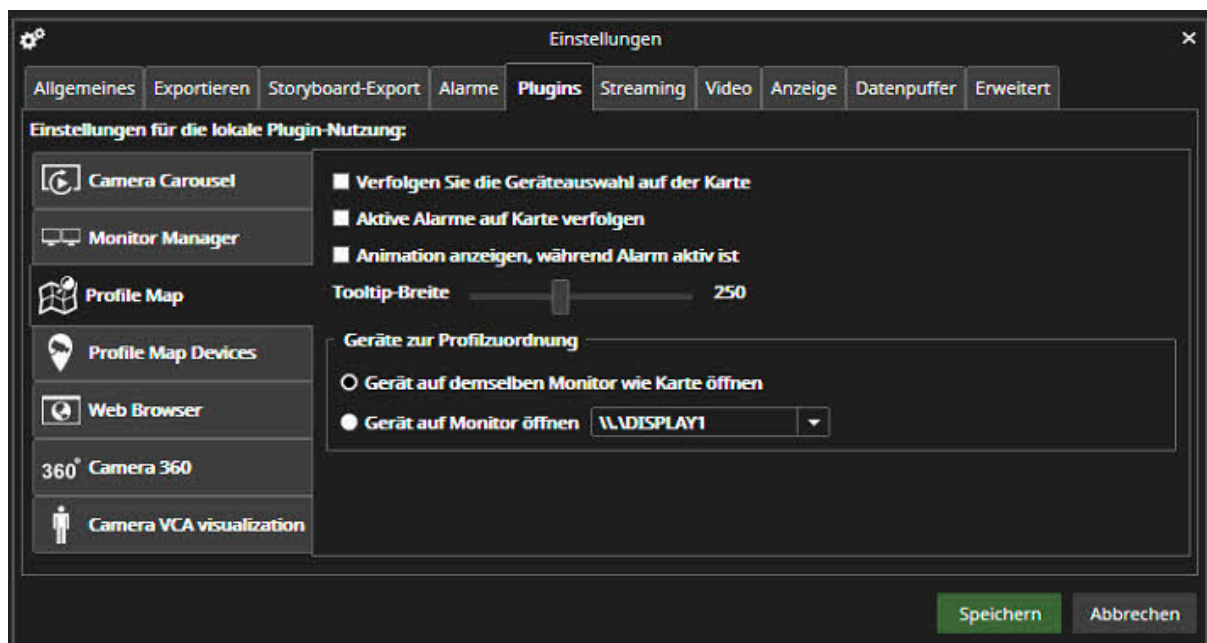 Einstellungen
Allgemeines Exportieren Storyboard-Export Alarme Plugins Streaming Video Anzeige Datenpuffer Erweitert
Einstellungen für die lokale Plugin-Nutzung:
Camera Carousel
Monitor Manager
Profile Map
Profile Map Devices
Web Browser
360° Camera 360
Camera VCA visualization
Verfolgen Sie die Geräteauswahl auf der Karte
Aktive Alarme auf Karte verfolgen
Animation anzeigen, während Alarm aktiv ist
Tooltip-Breite 250
Geräte zur Profilzuordnung
Gerät auf demselben Monitor wie Karte öffnen
Gerät auf Monitor öffnen \\.\DISPLAY1
Speichern Abbrechen